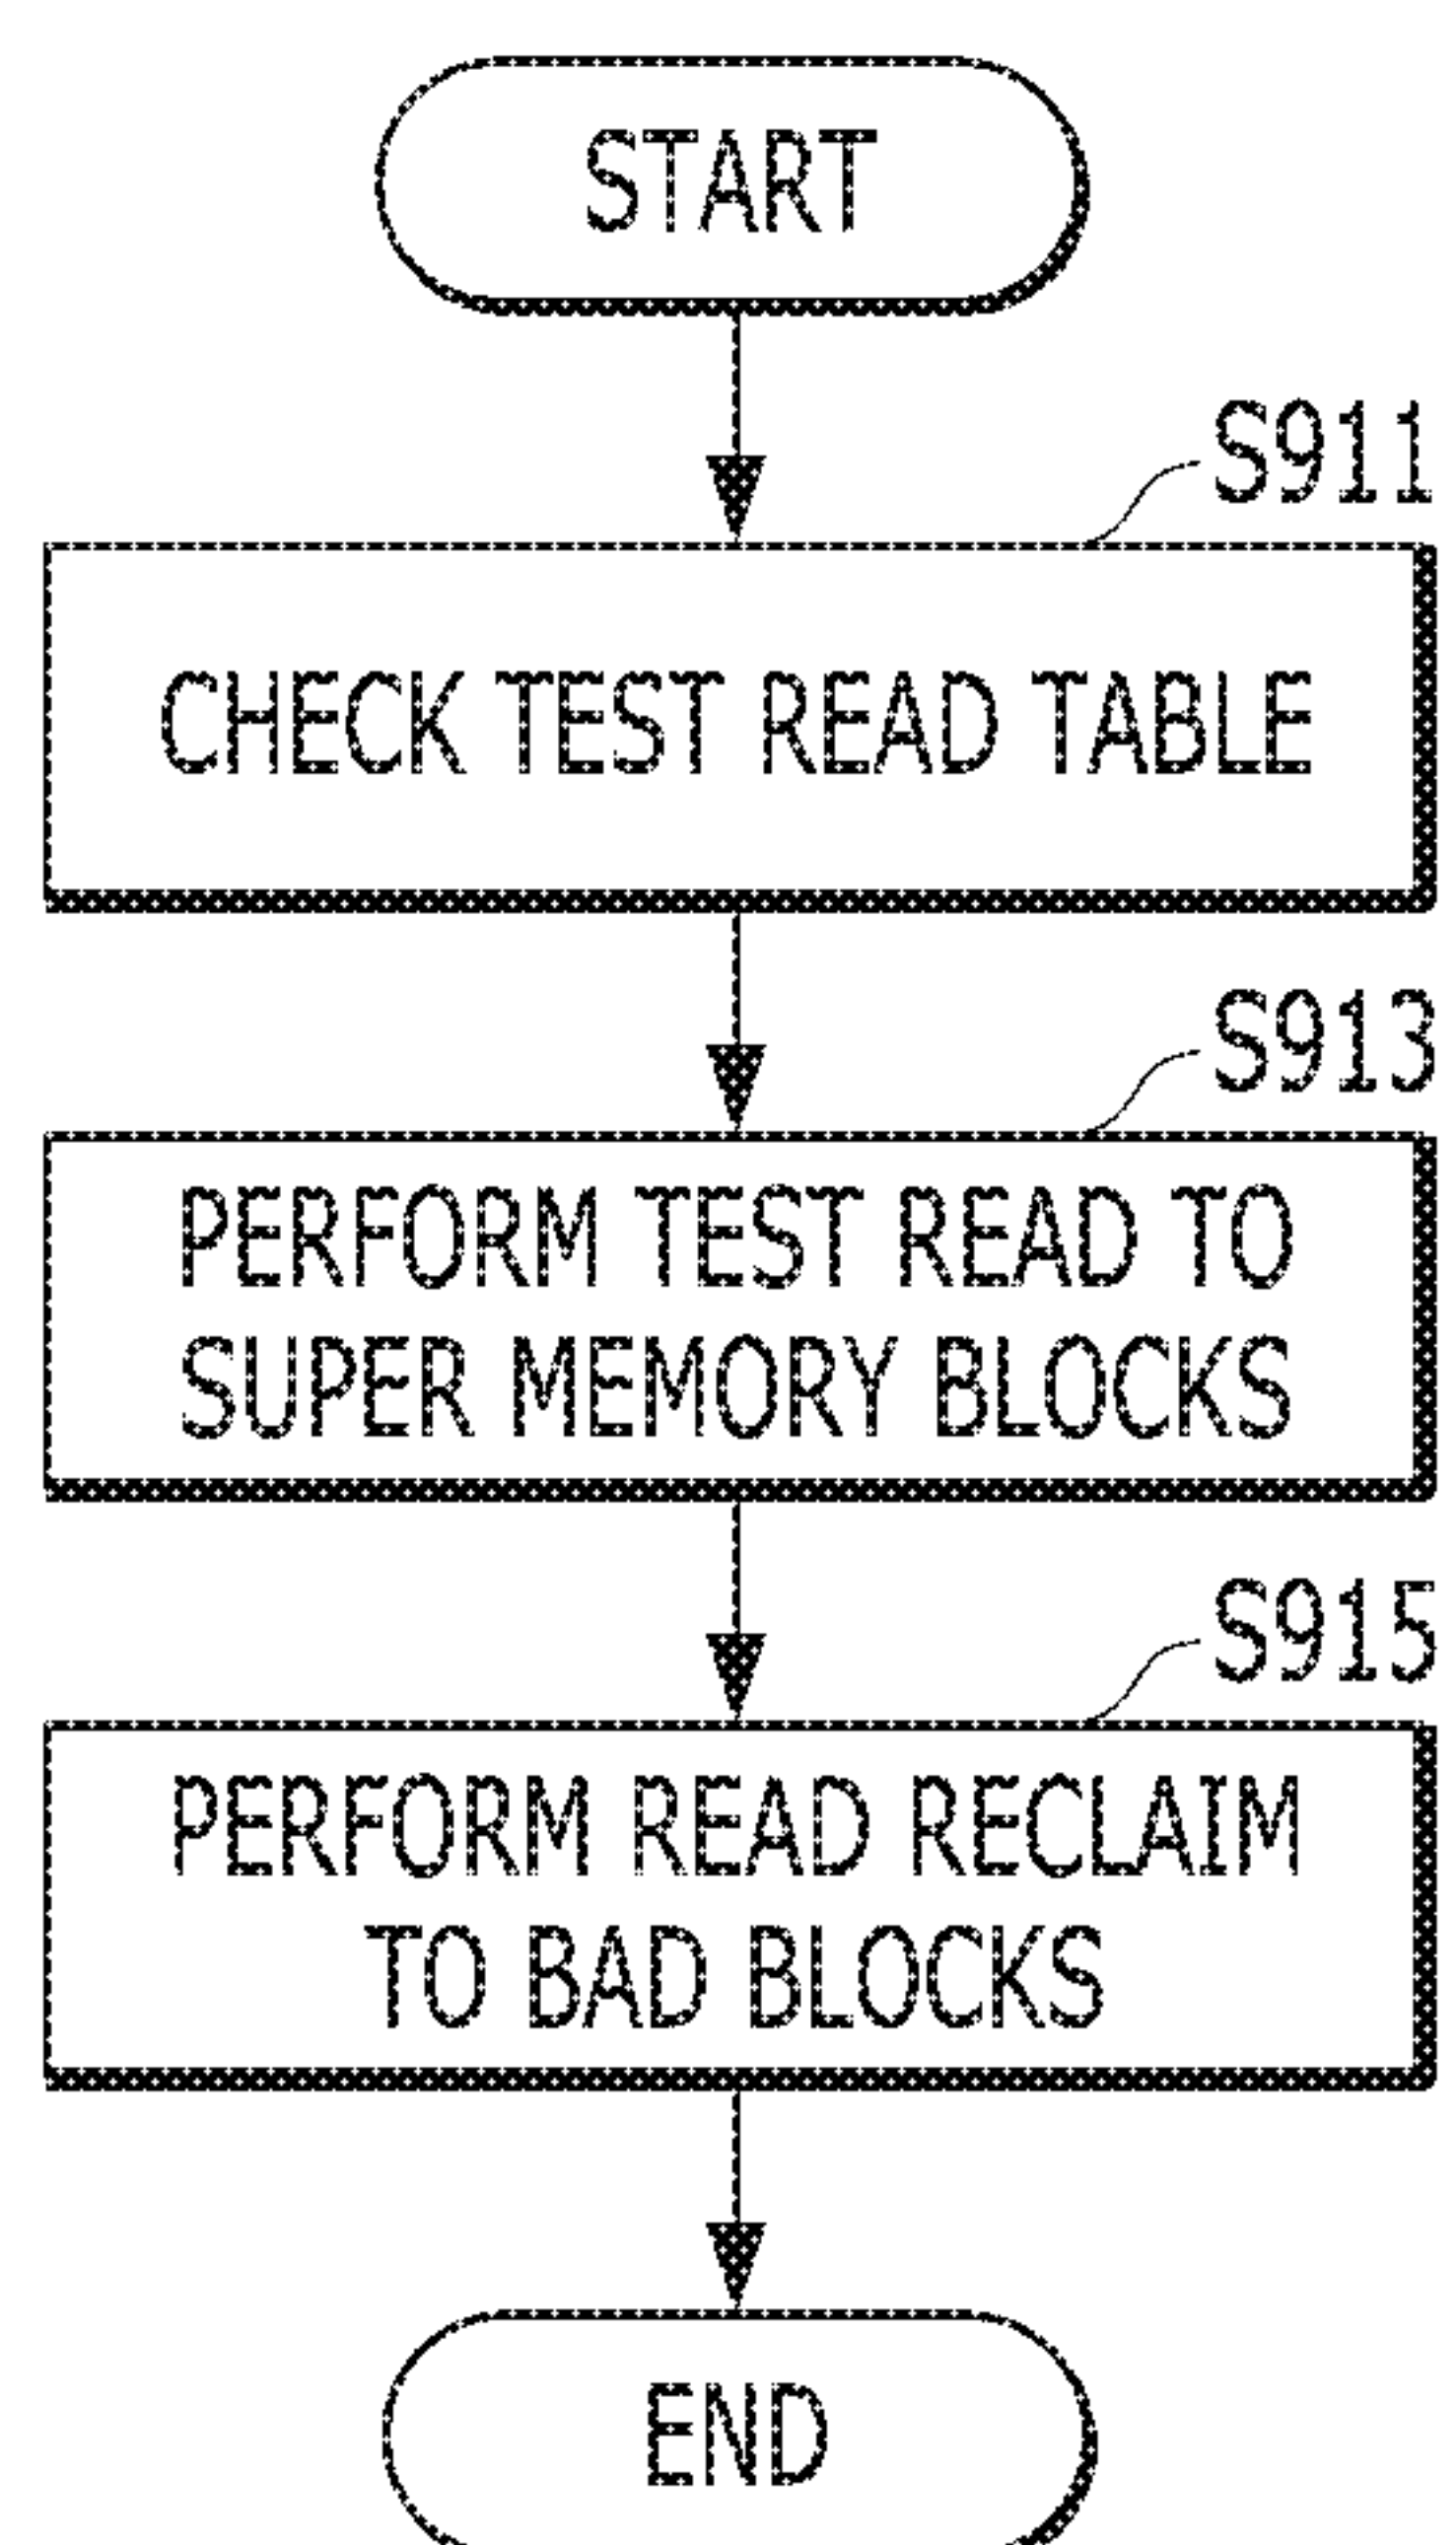 START
S911
CHECK TEST READ TABLE
S913
PERFORM TEST READ TO
SUPER MEMORY BLOCKS
S915
PERFORM READ RECLAIM
TO BAD BLOCKS
END